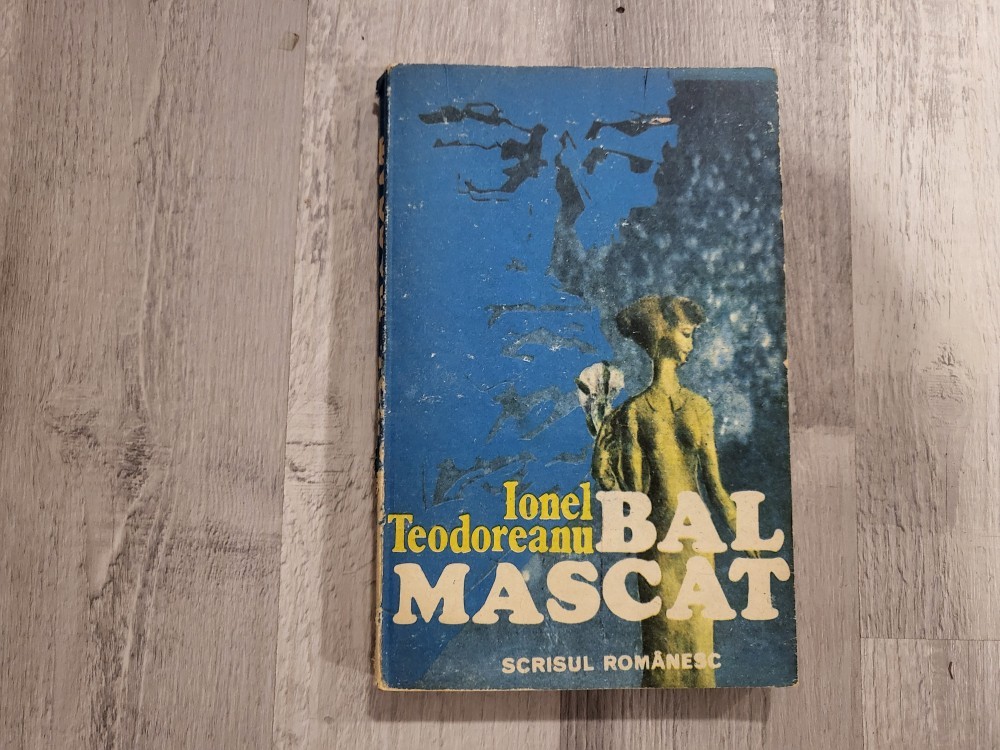 Ionel
Teodoreanu
BAL
MASCAT
SCRISUL ROMÂNESC